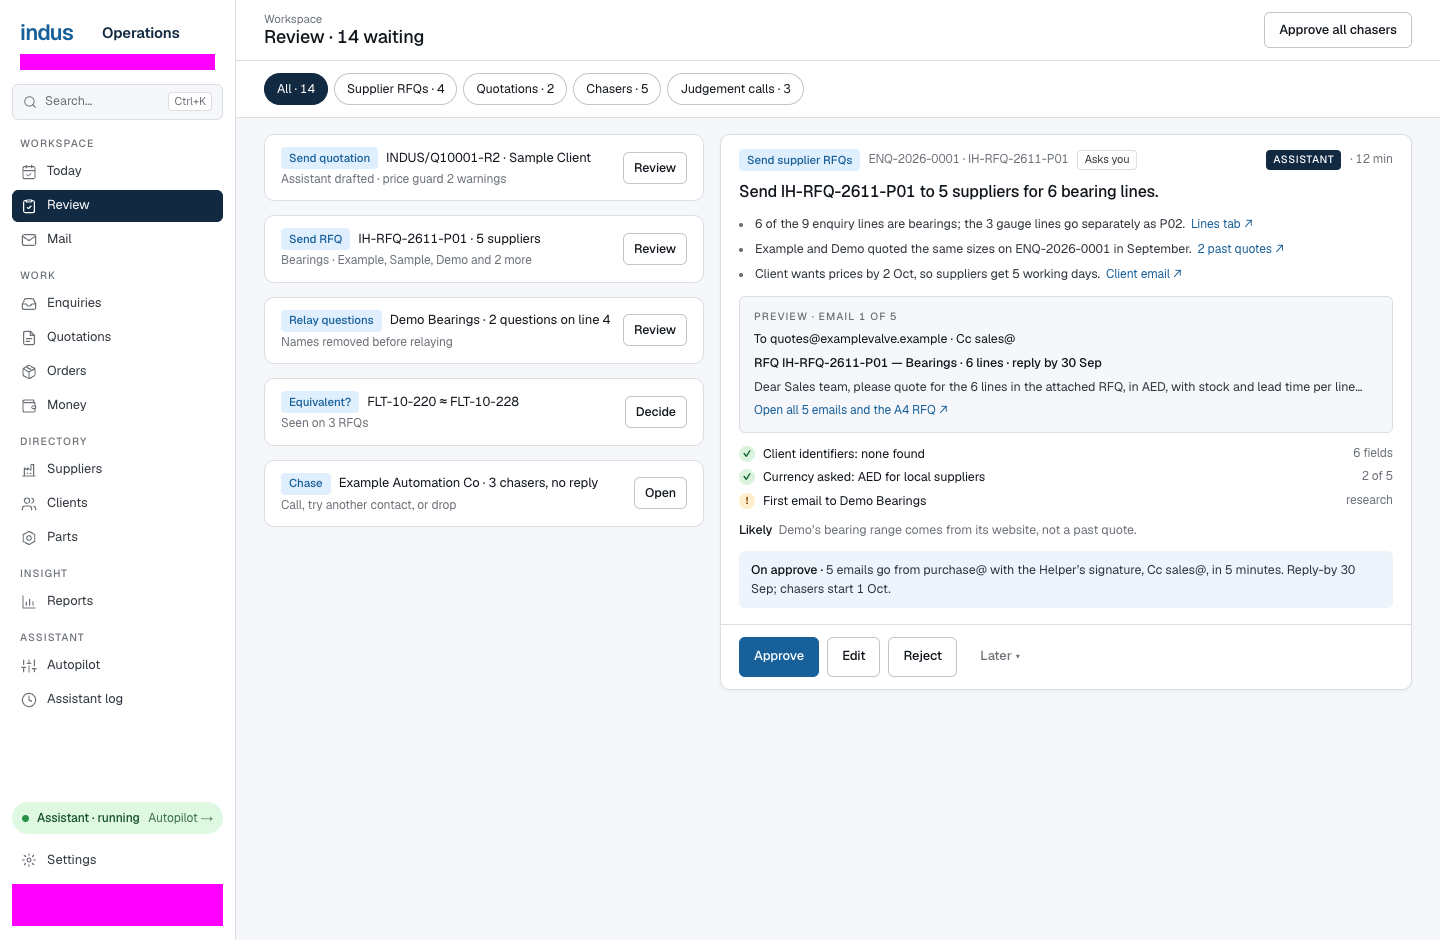 indus Operations
Search... Ctrl+K
WORKSPACE
Today
Review
Mail
WORK
Enquiries
Quotations
Orders
Money
DIRECTORY
Suppliers
Clients
Parts
INSIGHT
Reports
ASSISTANT
Autopilot
Assistant log
Assistant · running Autopilot →
Settings
Workspace
Review · 14 waiting
Approve all chasers
All · 14 Supplier RFQs · 4 Quotations · 2 Chasers · 5 Judgement calls · 3
Send quotation INDUS/Q10001-R2 · Sample Client
Assistant drafted · price guard 2 warnings
Review
Send RFQ IH-RFQ-2611-P01 · 5 suppliers
Bearings · Example, Sample, Demo and 2 more
Review
Relay questions Demo Bearings · 2 questions on line 4
Names removed before relaying
Review
Equivalent? FLT-10-220 ≈ FLT-10-228
Seen on 3 RFQs
Decide
Chase Example Automation Co · 3 chasers, no reply
Call, try another contact, or drop
Open
Send supplier RFQs ENQ-2026-0001 · IH-RFQ-2611-P01 Asks you ASSISTANT · 12 min
Send IH-RFQ-2611-P01 to 5 suppliers for 6 bearing lines.
• 6 of the 9 enquiry lines are bearings; the 3 gauge lines go separately as P02. Lines tab ↗
• Example and Demo quoted the same sizes on ENQ-2026-0001 in September. 2 past quotes ↗
• Client wants prices by 2 Oct, so suppliers get 5 working days. Client email ↗
PREVIEW · EMAIL 1 OF 5
To quotes@examplevalve.example · Cc sales@
RFQ IH-RFQ-2611-P01 — Bearings · 6 lines · reply by 30 Sep
Dear Sales team, please quote for the 6 lines in the attached RFQ, in AED, with stock and lead time per line...
Open all 5 emails and the A4 RFQ ↗
Client identifiers: none found 6 fields
Currency asked: AED for local suppliers 2 of 5
! First email to Demo Bearings research
Likely Demo's bearing range comes from its website, not a past quote.
On approve · 5 emails go from purchase@ with the Helper's signature, Cc sales@, in 5 minutes. Reply-by 30
Sep; chasers start 1 Oct.
Approve Edit Reject Later ▾